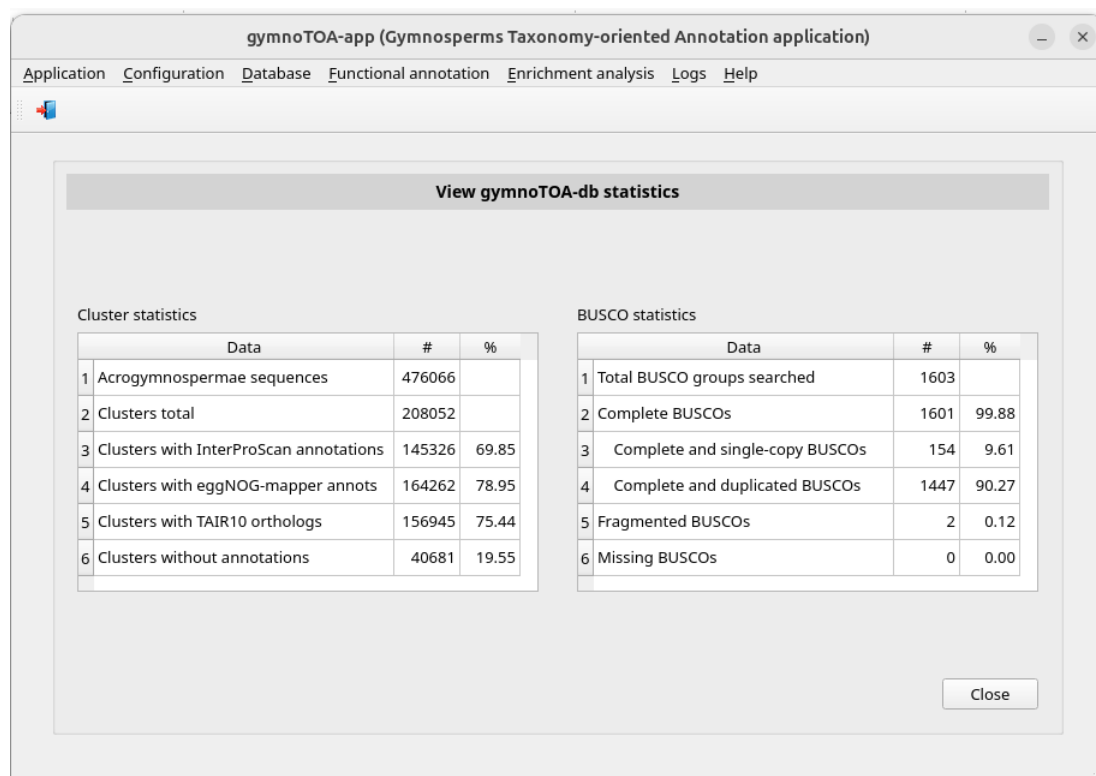 gymnoTOA-app (Gymnosperms Taxonomy-oriented Annotation application)
Application Configuration Database Functional annotation Enrichment analysis Logs Help
View gymnoTOA-db statistics
Cluster statistics
Data # %
1 Acrogymnospermae sequences 476066
2 Clusters total 208052
3 Clusters with InterProScan annotations 145326 69.85
4 Clusters with eggNOG-mapper annots 164262 78.95
5 Clusters with TAIR10 orthologs 156945 75.44
6 Clusters without annotations 40681 19.55
BUSCO statistics
Data # %
1 Total BUSCO groups searched 1603
2 Complete BUSCOs 1601 99.88
3 Complete and single-copy BUSCOs 154 9.61
4 Complete and duplicated BUSCOs 1447 90.27
5 Fragmented BUSCOs 2 0.12
6 Missing BUSCOs 0 0.00
Close